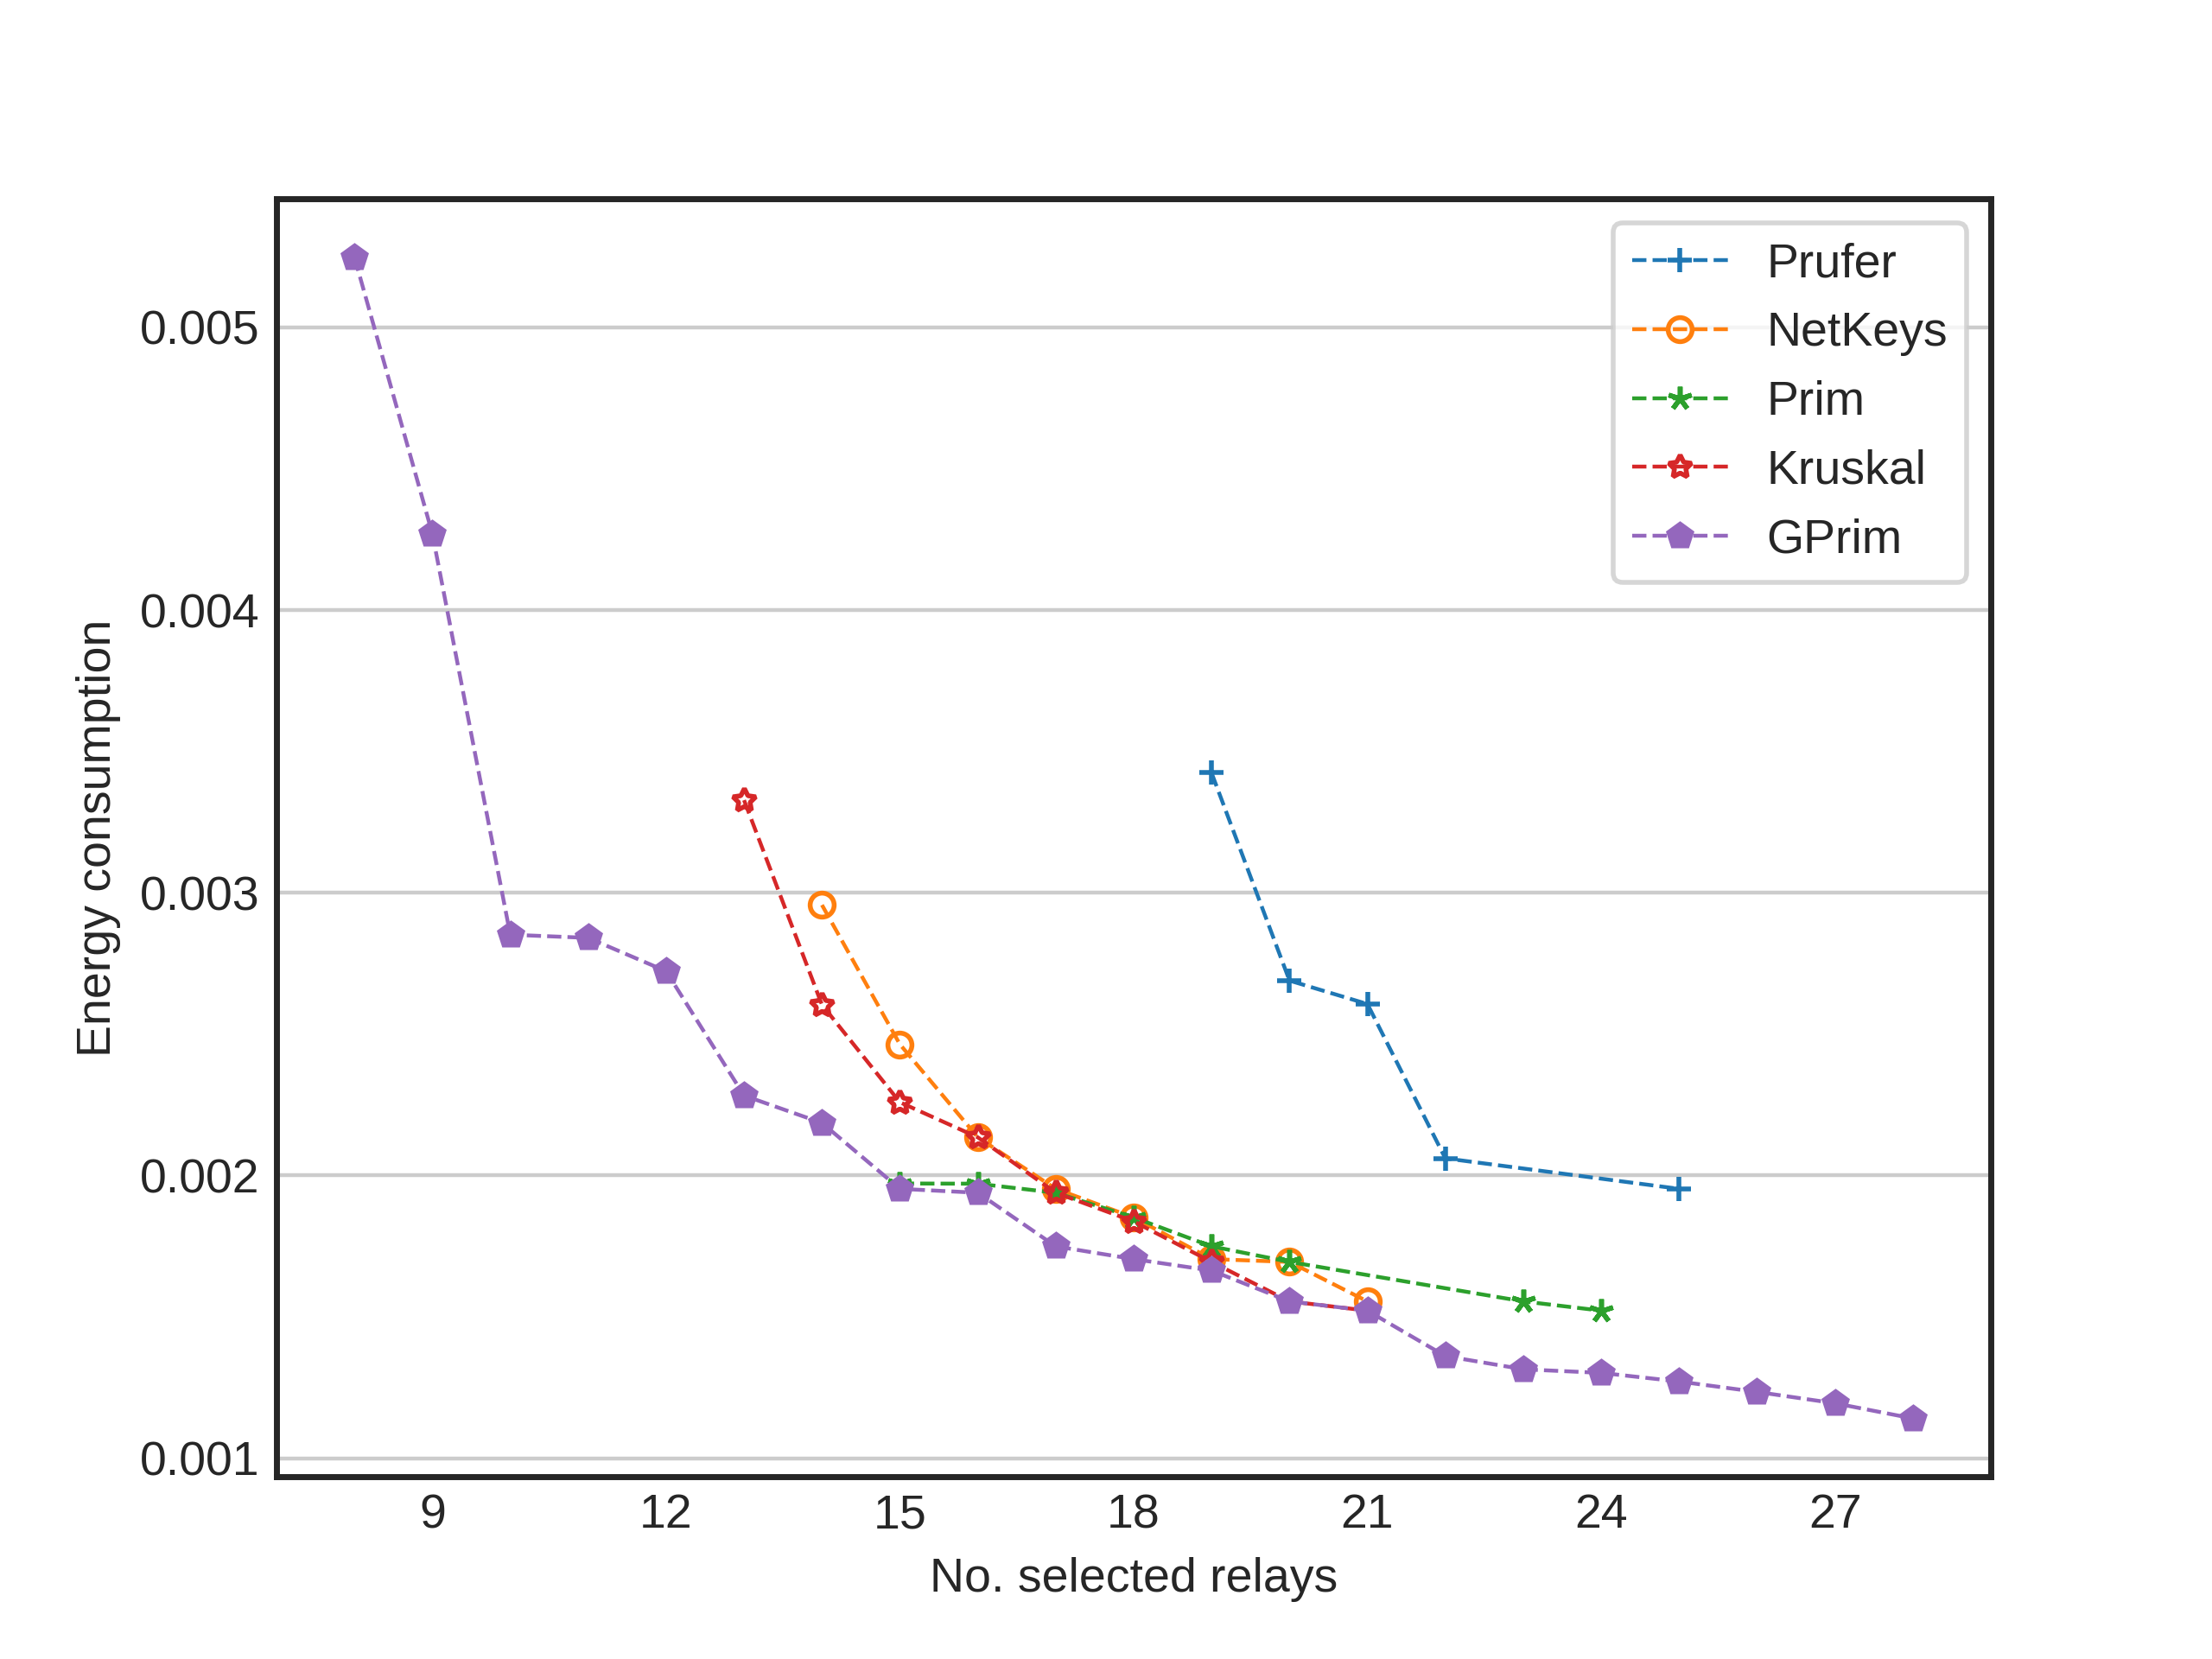 Prufer
NetKeys
Prim
Kruskal
GPrim
0.005
0.004
0.003
0.002
0.001
Energy consumption
9 12 15 18 21 24 27
No. selected relays